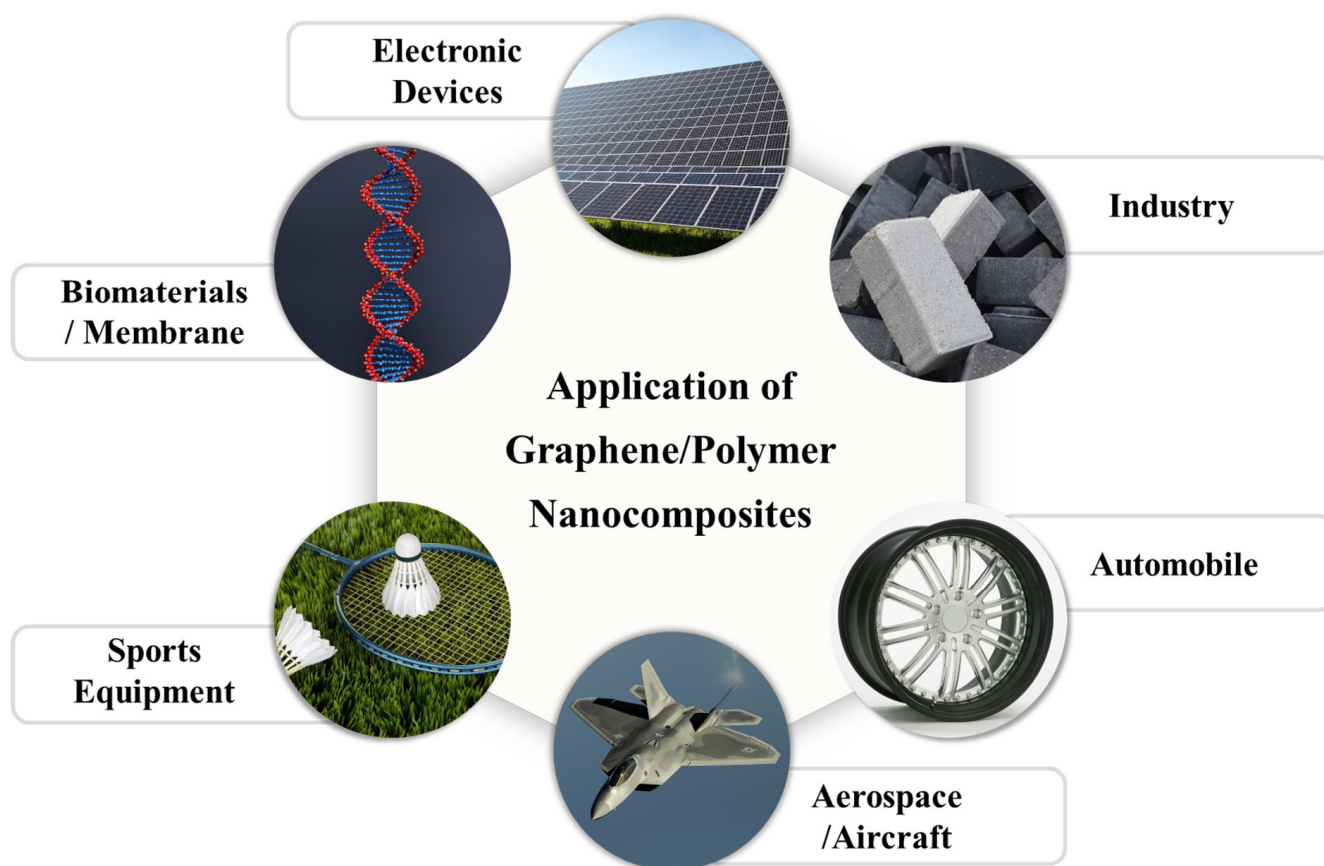 Electronic
Devices
Industry
Biomaterials
/ Membrane
Application of
Graphene/Polymer
Nanocomposites
Automobile
Sports
Equipment
Aerospace
/Aircraft